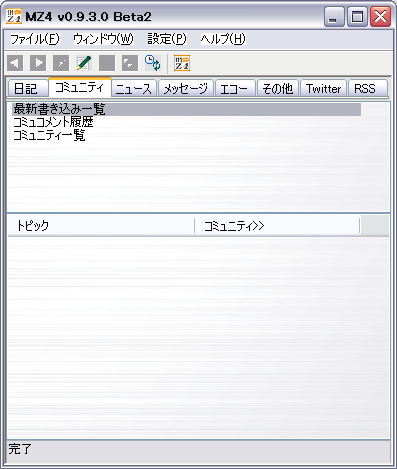 MZ4 v0.9.3.0 Beta2
ファイル(F) ウィンドウ(W) 設定(P) ヘルプ(H)
日記 コミュニティ ニュース メッセージ エコー その他 Twitter RSS
最新書き込み一覧
コミュコメント履歴
コミュニティ一覧
トピック コミュニティ>>
完了